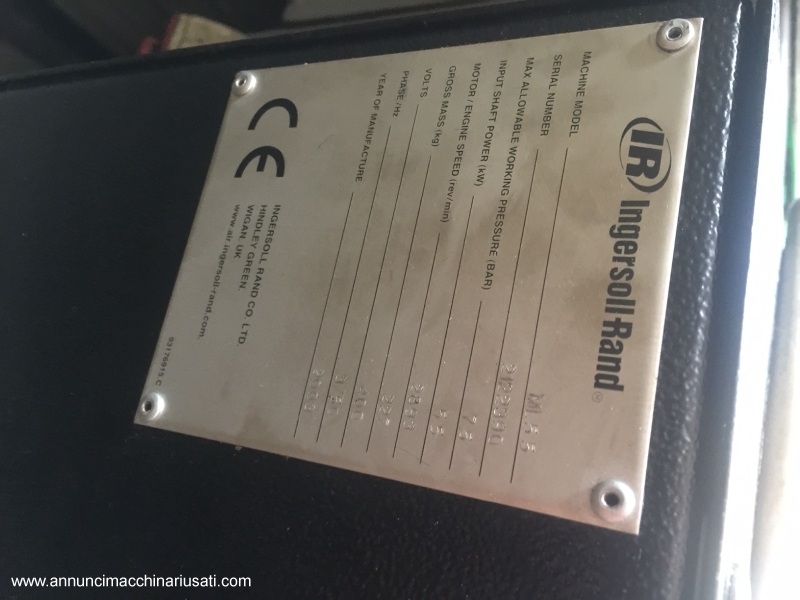 IR Ingersoll-Rand®
MACHINE MODEL
SERIAL NUMBER
MAX ALLOWABLE WORKING PRESSURE (BAR)
INPUT SHAFT POWER (kW)
MOTOR / ENGINE SPEED (rev/min)
GROSS MASS (kg)
VOLTS 400
PHASE/Hz
YEAR OF MANUFACTURE
CE
INGERSOLL RAND CO. LTD.
HINDLEY GREEN.
WIGAN. UK
www.air.ingersoll-rand.com.
93176915 C
www.annuncimacchinariusati.com